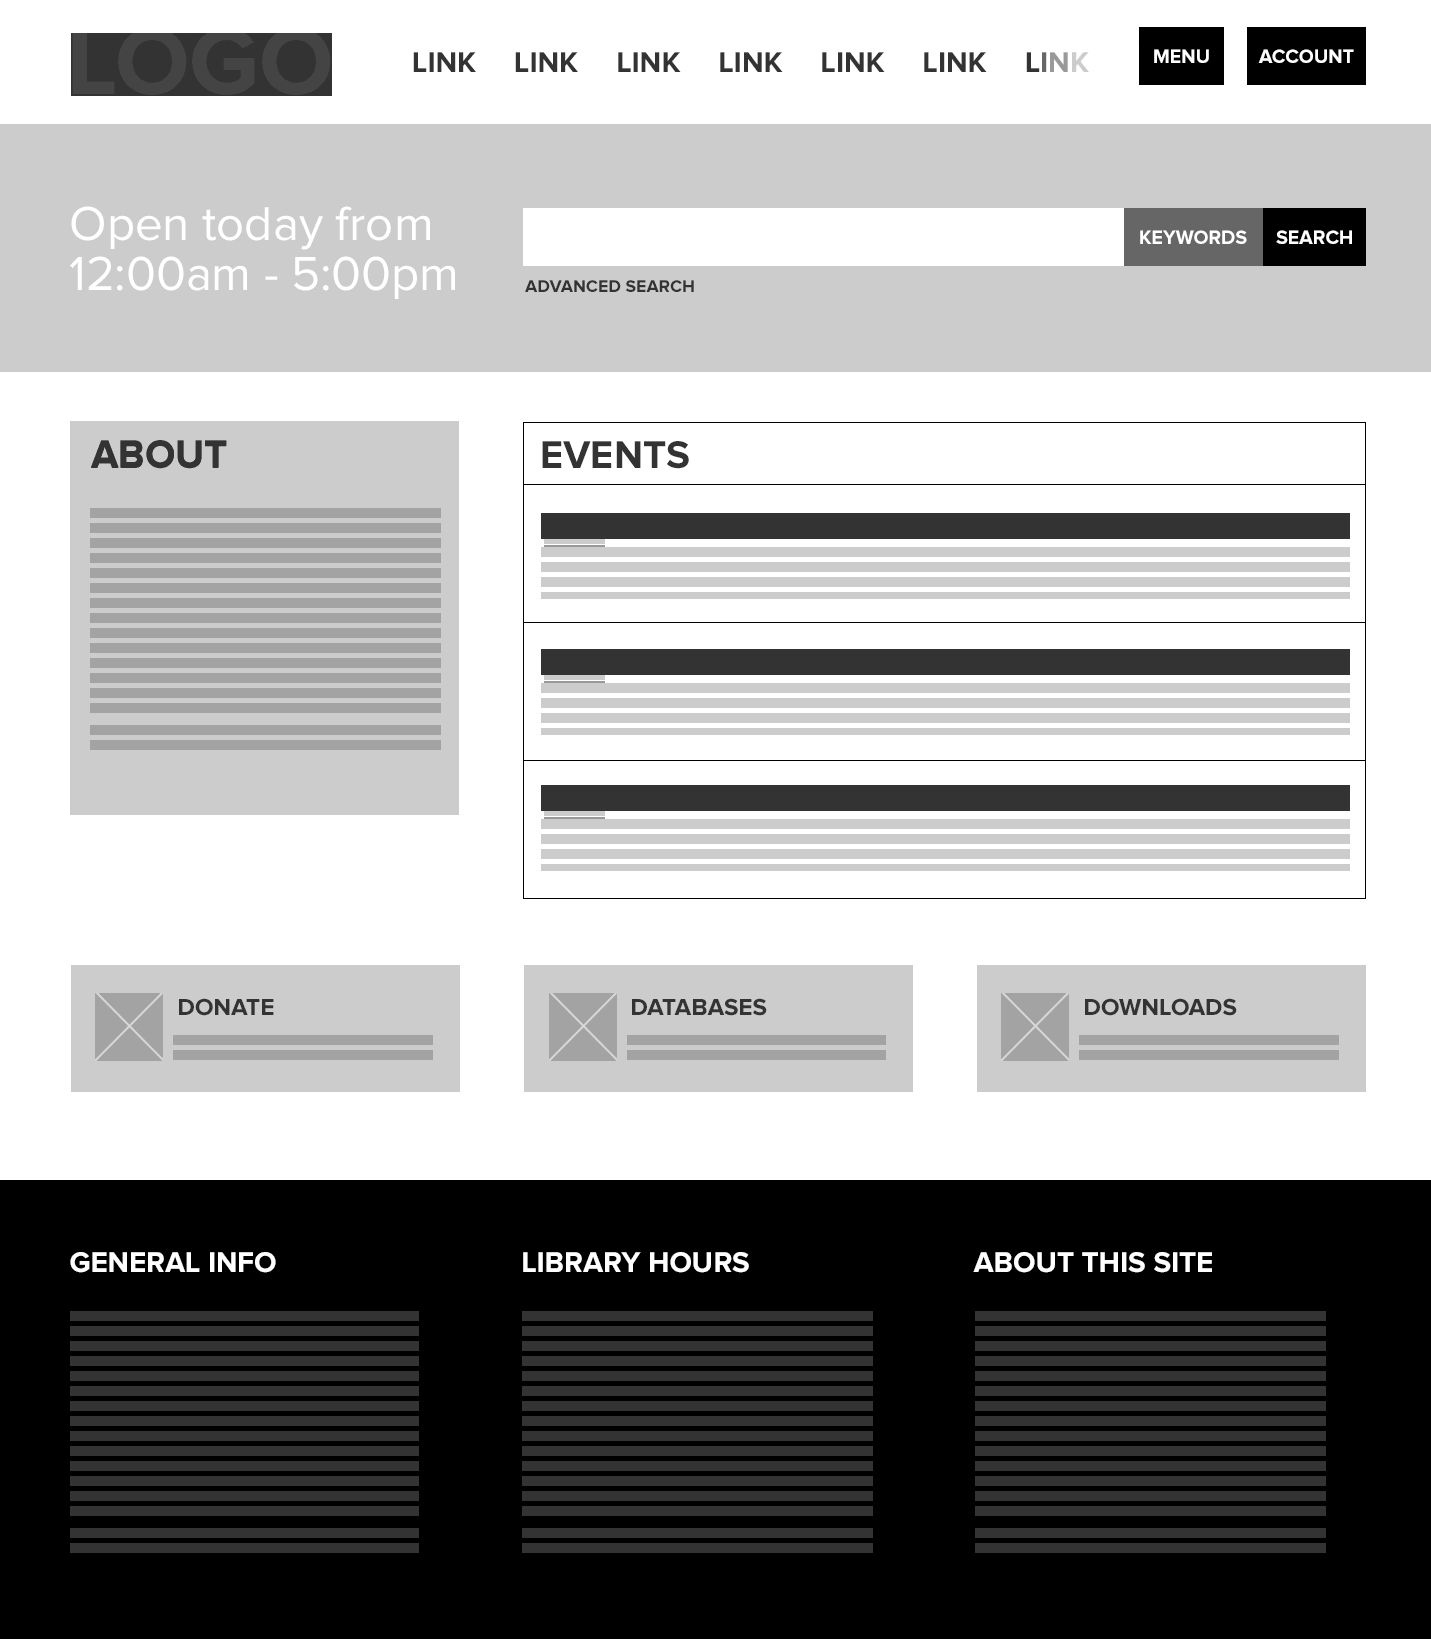 LOGO
LINK LINK LINK LINK LINK LINK LINK
MENU
ACCOUNT
Open today from
12:00am - 5:00pm
KEYWORDS
SEARCH
ADVANCED SEARCH
ABOUT
EVENTS
DONATE
DATABASES
DOWNLOADS
GENERAL INFO
LIBRARY HOURS
ABOUT THIS SITE